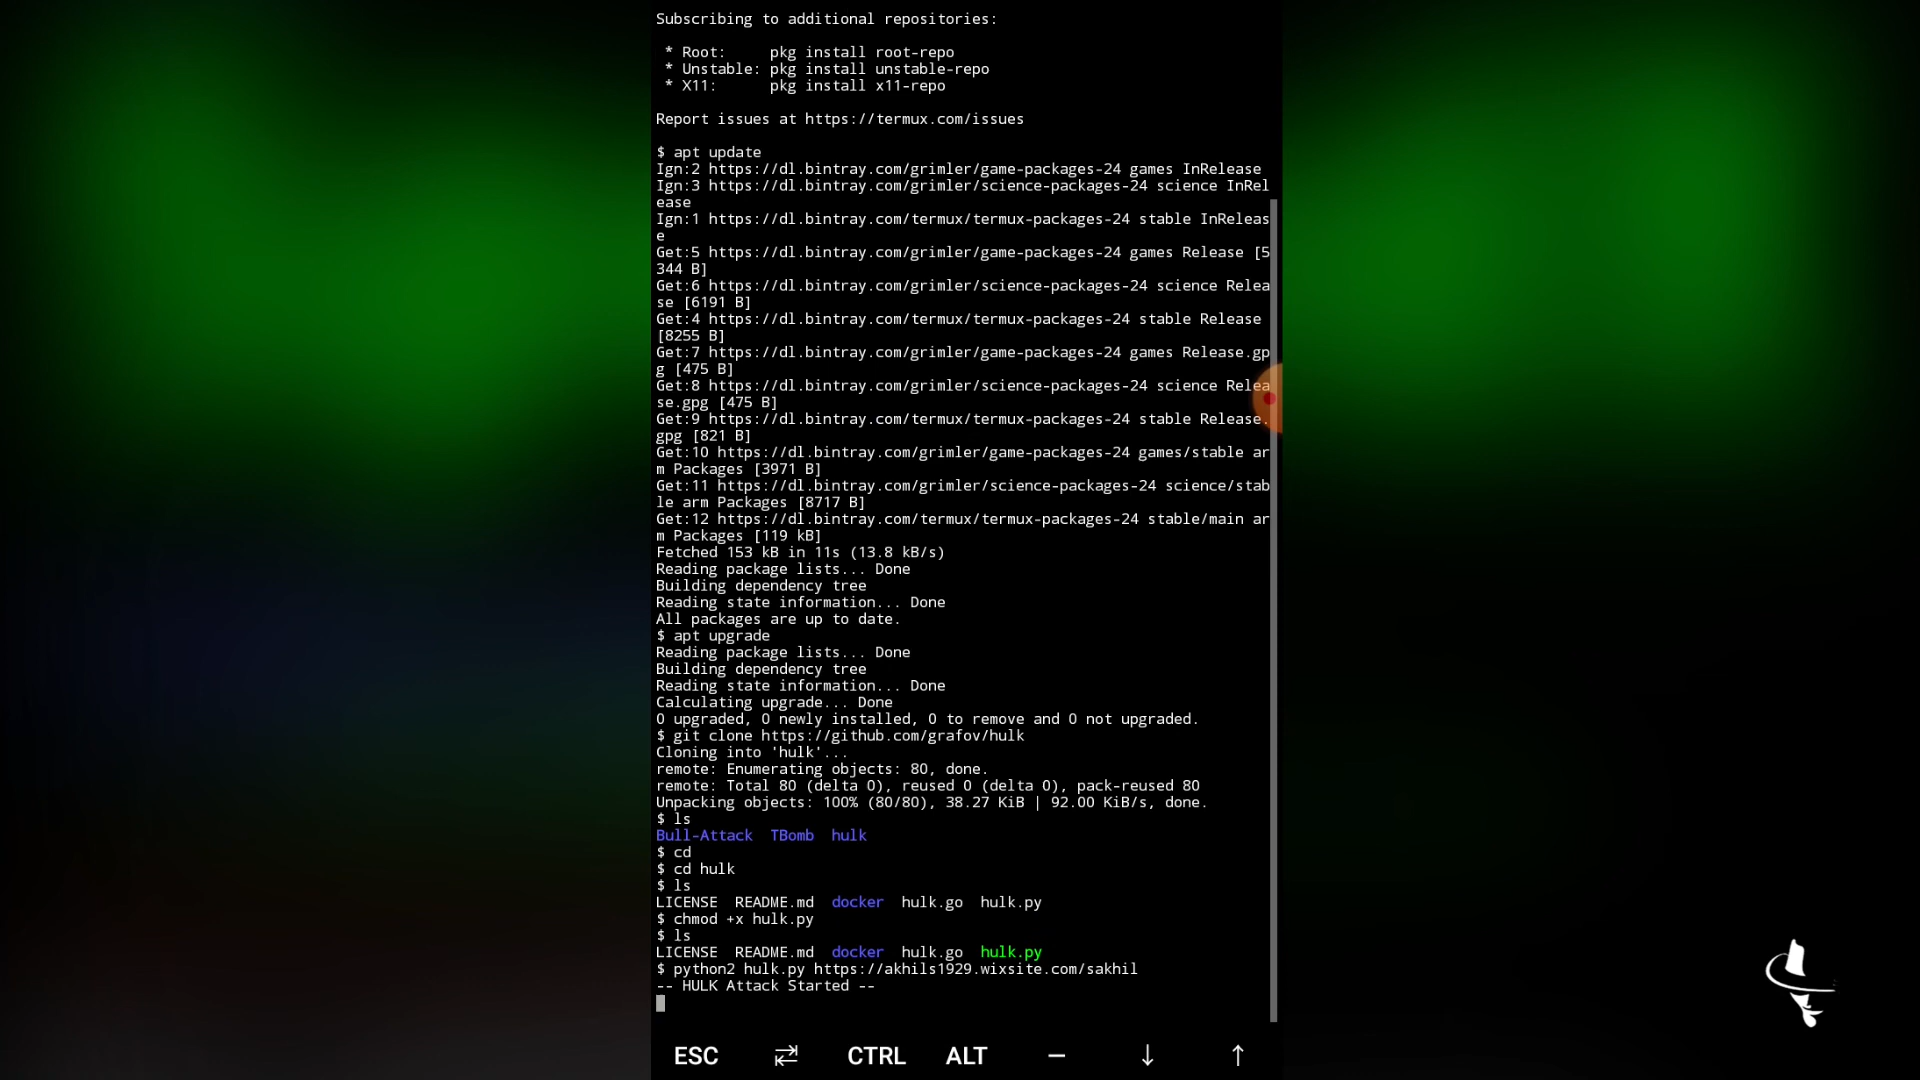 Subscribing to additional repositories:
* Root:     pkg install root-repo
* Unstable: pkg install unstable-repo
* X11:      pkg install x11-repo
Report issues at https://termux.com/issues
$ apt update
Ign:2 https://dl.bintray.com/grimler/game-packages-24 games InRelease
Ign:3 https://dl.bintray.com/grimler/science-packages-24 science InRel
ease
Ign:1 https://dl.bintray.com/termux/termux-packages-24 stable InReleas
e
Get:5 https://dl.bintray.com/grimler/game-packages-24 games Release [5
344 B]
Get:6 https://dl.bintray.com/grimler/science-packages-24 science Relea
se [6191 B]
Get:4 https://dl.bintray.com/termux/termux-packages-24 stable Release
[8255 B]
Get:7 https://dl.bintray.com/grimler/game-packages-24 games Release.gp
g [475 B]
Get:8 https://dl.bintray.com/grimler/science-packages-24 science Relea
se.gpg [475 B]
Get:9 https://dl.bintray.com/termux/termux-packages-24 stable Release.
gpg [821 B]
Get:10 https://dl.bintray.com/grimler/game-packages-24 games/stable ar
m Packages [3971 B]
Get:11 https://dl.bintray.com/grimler/science-packages-24 science/stab
le arm Packages [8717 B]
Get:12 https://dl.bintray.com/termux/termux-packages-24 stable/main ar
m Packages [119 kB]
Fetched 153 kB in 11s (13.8 kB/s)
Reading package lists... Done
Building dependency tree
Reading state information... Done
All packages are up to date.
$ apt upgrade
Reading package lists... Done
Building dependency tree
Reading state information... Done
Calculating upgrade... Done
0 upgraded, 0 newly installed, 0 to remove and 0 not upgraded.
$ git clone https://github.com/grafov/hulk
Cloning into 'hulk'...
remote: Enumerating objects: 80, done.
remote: Total 80 (delta 0), reused 0 (delta 0), pack-reused 80
Unpacking objects: 100% (80/80), 38.27 KiB | 92.00 KiB/s, done.
$ ls
Bull-Attack  TBomb  hulk
$ cd
$ cd hulk
$ ls
LICENSE  README.md  docker  hulk.go  hulk.py
$ chmod +x hulk.py
$ ls
LICENSE  README.md  docker  hulk.go  hulk.py
$ python2 hulk.py https://akhils1929.wixsite.com/sakhil
-- HULK Attack Started --
ESC ⇄ CTRL ALT — ↓ ↑